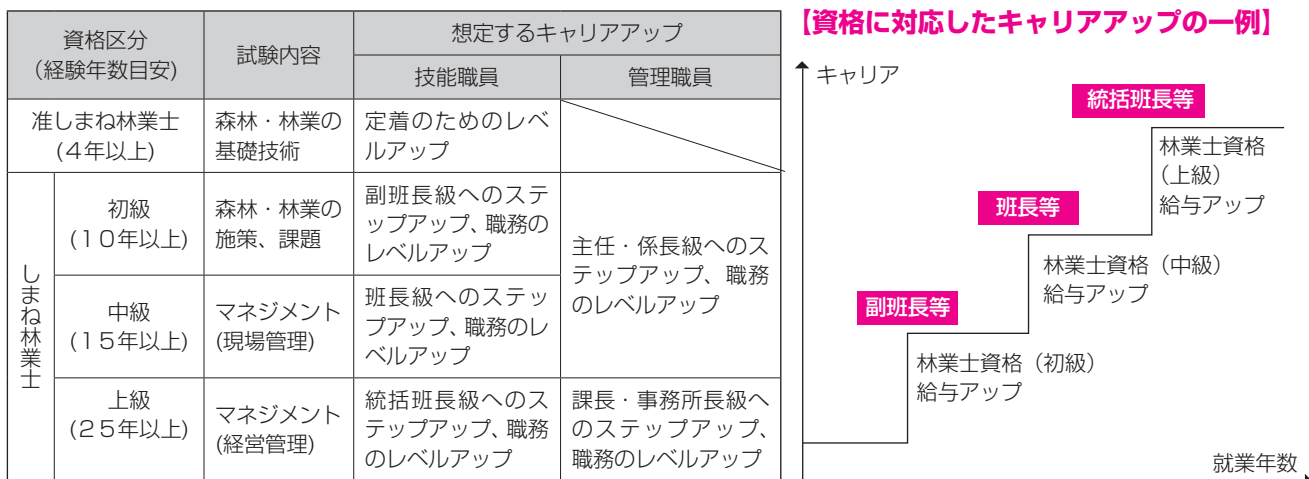 資格区分
（経験年数目安）
試験内容
想定するキャリアアップ
技能職員
管理職員
准しまね林業士
(４年以上)
森林・林業の
基礎技術
定着のためのレベ
ルアップ
しまね林業士
初級
(１０年以上)
森林・林業の
施策、課題
副班長級へのステ
ップアップ、職務の
レベルアップ
主任・係長級へのス
テップアップ、職務
のレベルアップ
中級
(１５年以上)
マネジメント
(現場管理)
班長級へのステッ
プアップ、職務のレ
ベルアップ
上級
(２５年以上)
マネジメント
(経営管理)
統括班長級へのス
テップアップ、職務
のレベルアップ
課長・事務所長級へ
のステップアップ、
職務のレベルアップ
【資格に対応したキャリアアップの一例】
キャリア
統括班長等
林業士資格
（上級）
給与アップ
班長等
林業士資格（中級）
給与アップ
副班長等
林業士資格（初級）
給与アップ
就業年数